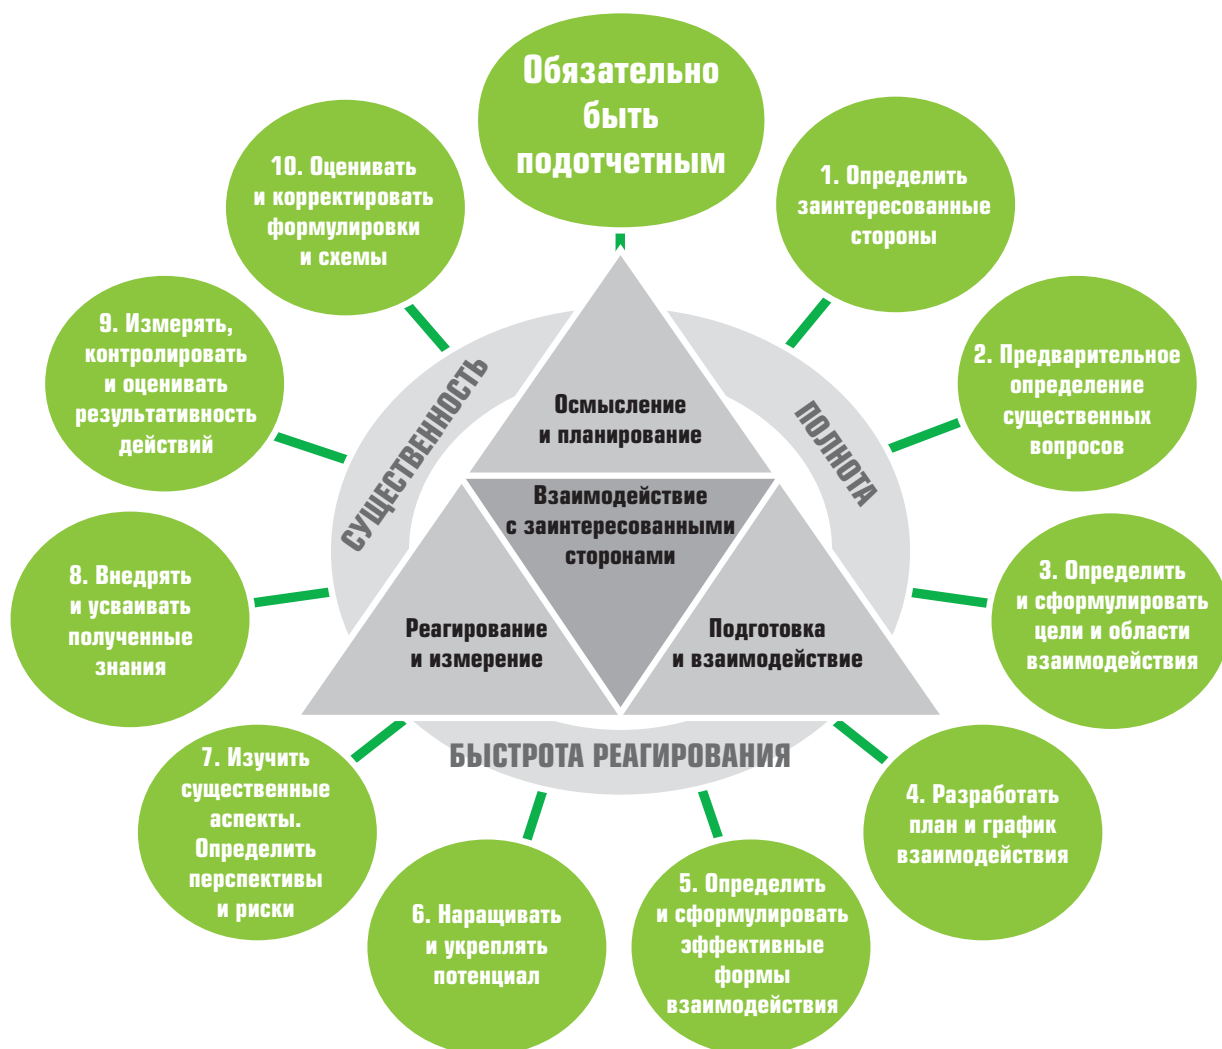 Обязательно
быть
подотчетным
1. Определить
заинтересованные
стороны
2. Предварительное
определение
существенных
вопросов
3. Определить
и сформулировать
цели и области
взаимодействия
4. Разработать
план и график
взаимодействия
5. Определить
и сформулировать
эффективные
формы
взаимодействия
6. Наращивать
и укреплять
потенциал
7. Изучить
существенные
аспекты.
Определить
перспективы
и риски
8. Внедрять
и усваивать
полученные
знания
9. Измерять,
контролировать
и оценивать
результативность
действий
10. Оценивать
и корректировать
формулировки
и схемы
СУЩЕСТВЕННОСТЬ
ПОЛНОТА
БЫСТРОТА РЕАГИРОВАНИЯ
Осмысление
и планирование
Взаимодействие
с заинтересованными
сторонами
Реагирование
и измерение
Подготовка
и взаимодействие